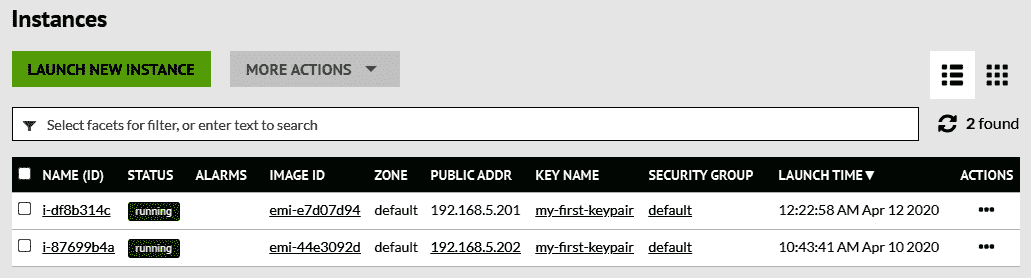 Instances
LAUNCH NEW INSTANCE MORE ACTIONS
Select facets for filter, or enter text to search 2 found
NAME (ID) STATUS ALARMS IMAGE ID ZONE PUBLIC ADDR KEY NAME SECURITY GROUP LAUNCH TIME ACTIONS
i-df8b314c running emi-e7d07d94 default 192.168.5.201 my-first-keypair default 12:22:58 AM Apr 12 2020
i-87699b4a running emi-44e3092d default 192.168.5.202 my-first-keypair default 10:43:41 AM Apr 10 2020